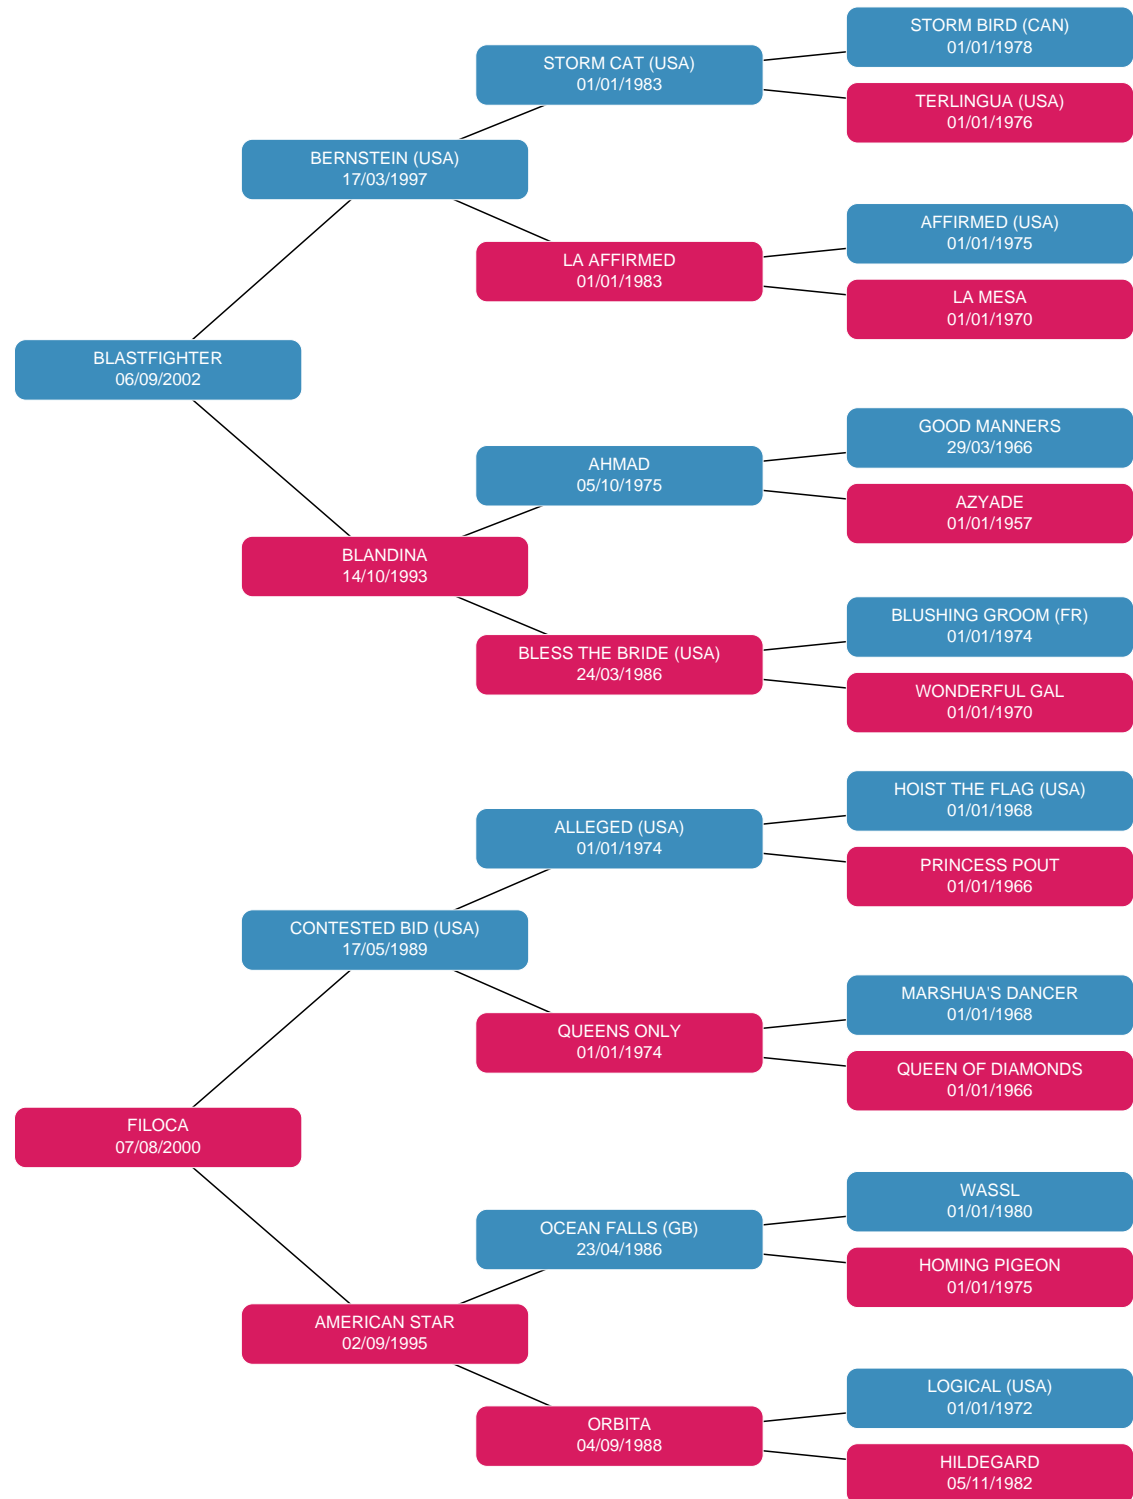 STORM BIRD (CAN)
01/01/1978
STORM CAT (USA)
01/01/1983
TERLINGUA (USA)
01/01/1976
BERNSTEIN (USA)
17/03/1997
AFFIRMED (USA)
01/01/1975
LA AFFIRMED
01/01/1983
LA MESA
01/01/1970
BLASTFIGHTER
06/09/2002
GOOD MANNERS
29/03/1966
AHMAD
05/10/1975
AZYADE
01/01/1957
BLANDINA
14/10/1993
BLUSHING GROOM (FR)
01/01/1974
BLESS THE BRIDE (USA)
24/03/1986
WONDERFUL GAL
01/01/1970
HOIST THE FLAG (USA)
01/01/1968
ALLEGED (USA)
01/01/1974
PRINCESS POUT
01/01/1966
CONTESTED BID (USA)
17/05/1989
MARSHUA'S DANCER
01/01/1968
QUEENS ONLY
01/01/1974
QUEEN OF DIAMONDS
01/01/1966
FILOCA
07/08/2000
WASSL
01/01/1980
OCEAN FALLS (GB)
23/04/1986
HOMING PIGEON
01/01/1975
AMERICAN STAR
02/09/1995
LOGICAL (USA)
01/01/1972
ORBITA
04/09/1988
HILDEGARD
05/11/1982